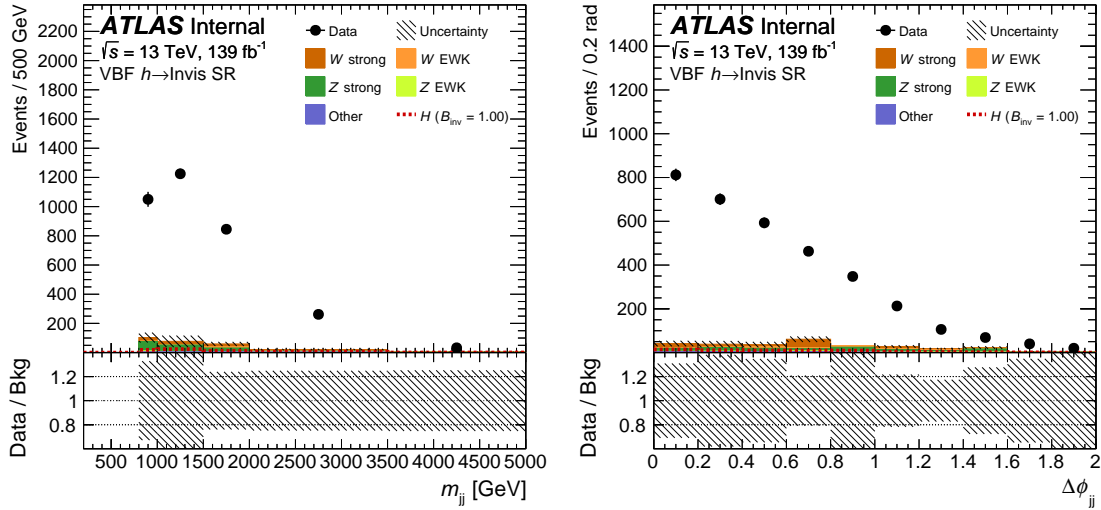 ATLAS Internal
√s = 13 TeV, 139 fb⁻¹
VBF h→Invis SR
Data
Uncertainty
W strong
W EWK
Z strong
Z EWK
Other
H (B_inv = 1.00)
Events / 500 GeV
2200
2000
1800
1600
1400
1200
1000
800
600
400
200
Data / Bkg
1.2
1
0.8
500 1000 1500 2000 2500 3000 3500 4000 4500 5000
m_jj [GeV]
ATLAS Internal
√s = 13 TeV, 139 fb⁻¹
VBF h→Invis SR
Data
Uncertainty
W strong
W EWK
Z strong
Z EWK
Other
H (B_inv = 1.00)
Events / 0.2 rad
1400
1200
1000
800
600
400
200
Data / Bkg
1.2
1
0.8
0 0.2 0.4 0.6 0.8 1 1.2 1.4 1.6 1.8 2
Δϕ_jj